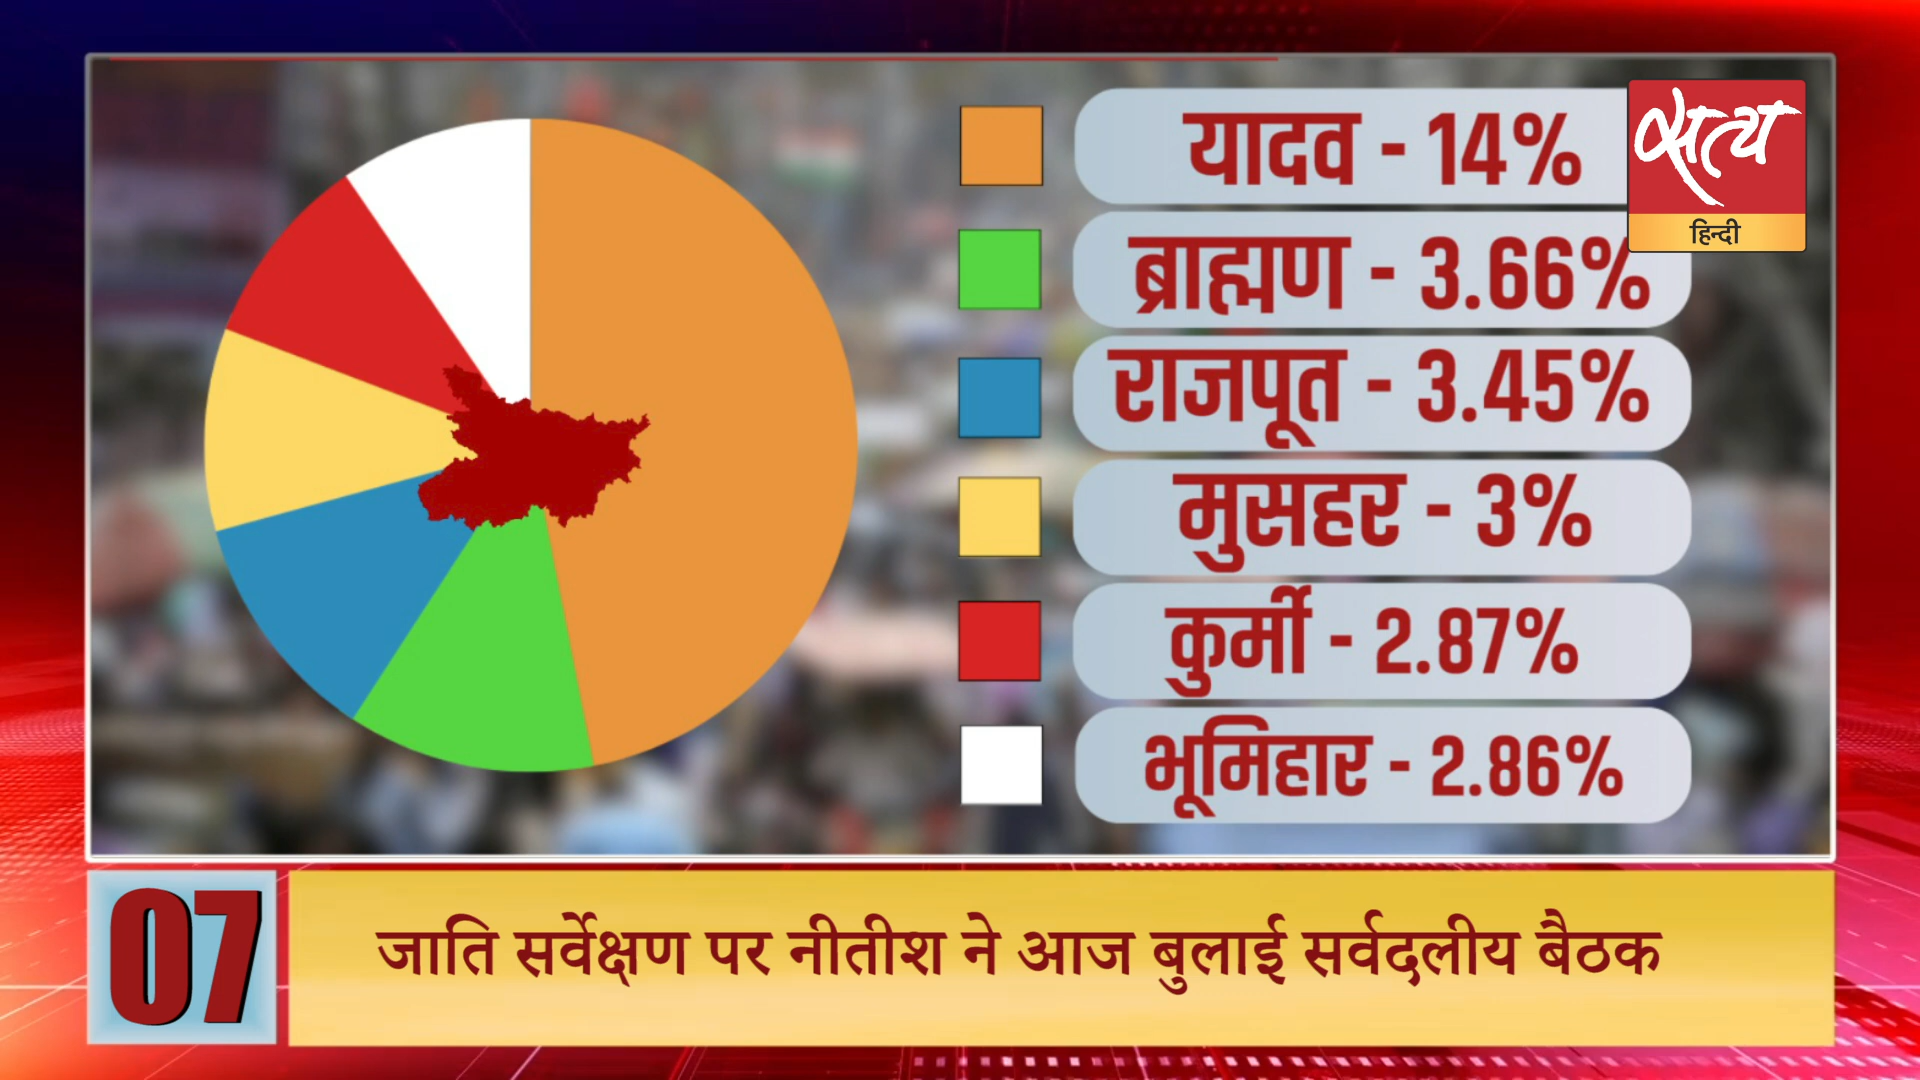 यादव - 14%
ब्राह्मण - 3.66%
राजपूत - 3.45%
मुसहर - 3%
कुर्मी - 2.87%
भूमिहार - 2.86%
सत्य
हिन्दी
07
जाति सर्वेक्षण पर नीतीश ने आज बुलाई सर्वदलीय बैठक